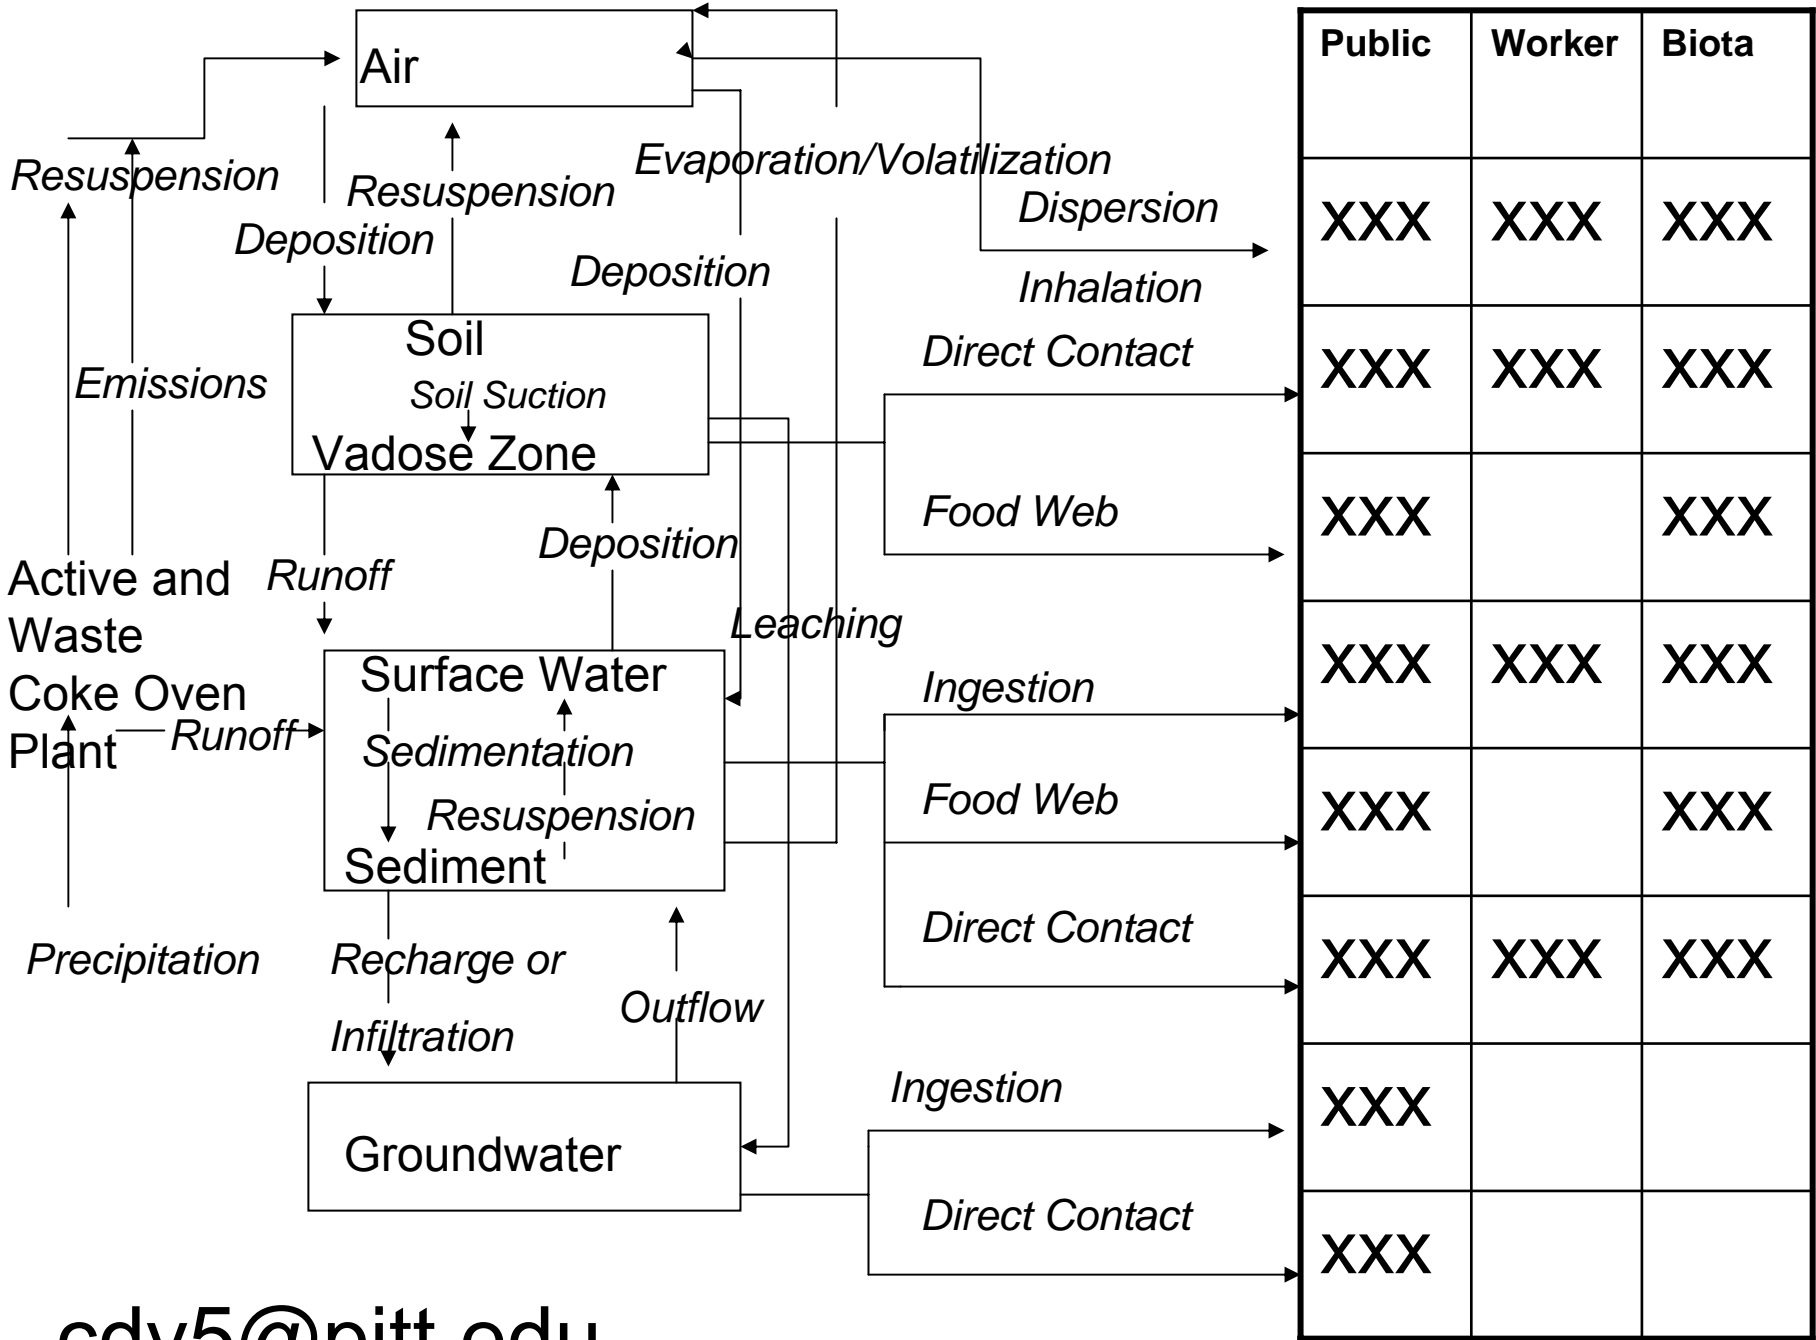 Air
Public Worker Biota
Resuspension
Resuspension
Evaporation/Volatilization
Dispersion
XXX XXX XXX
Deposition
Deposition
Inhalation
Soil
Direct Contact
XXX XXX XXX
Emissions
Soil Suction
Vadose Zone
Food Web
XXX XXX
Deposition
Active and
Waste
Coke Oven
Plant
Runoff
Leaching
Surface Water
Ingestion
XXX XXX XXX
Runoff
Sedimentation
Resuspension
Food Web
XXX XXX
Sediment
Direct Contact
XXX XXX XXX
Precipitation
Recharge or
Infiltration
Outflow
Ingestion
XXX
Groundwater
Direct Contact
XXX